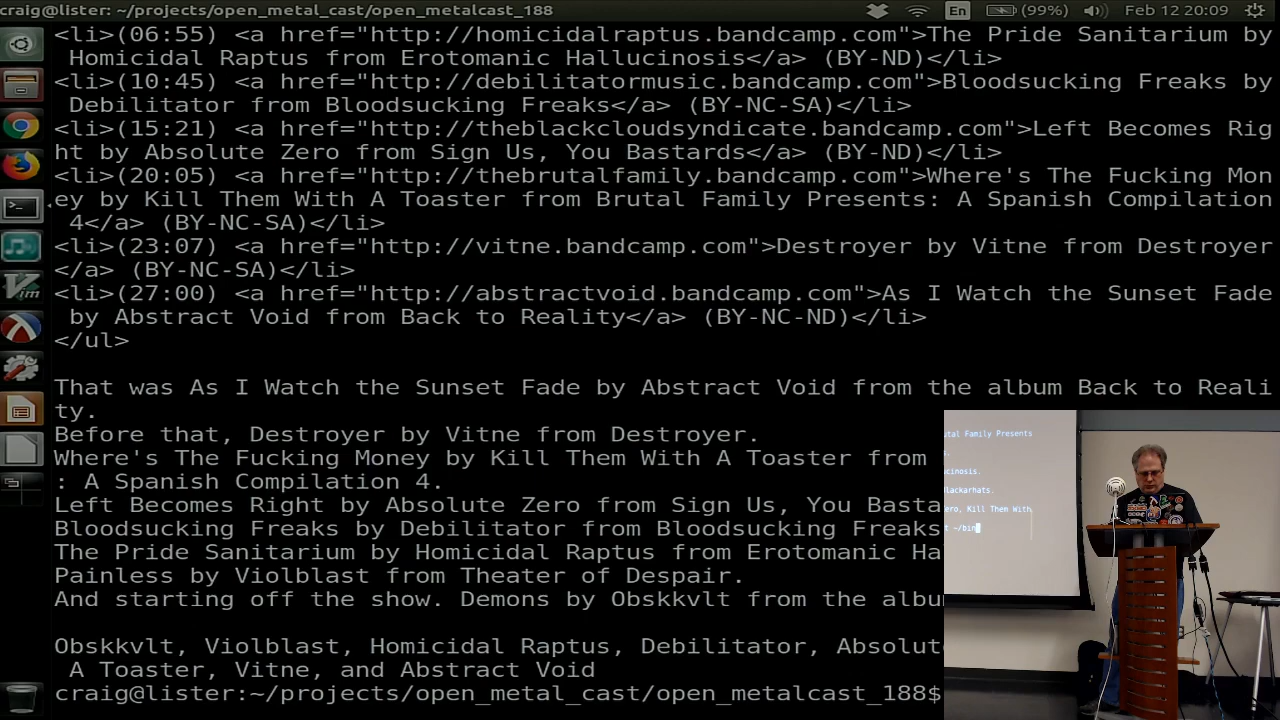 craig@lister: ~/projects/open_metal_cast/open_metalcast_188
En (99%) Feb 12 20:09
<li>(06:55) <a href="http://homicidalraptus.bandcamp.com">The Pride Sanitarium by
Homicidal Raptus from Erotomanic Hallucinosis</a> (BY-ND)</li>
<li>(10:45) <a href="http://debilitatormusic.bandcamp.com">Bloodsucking Freaks by
Debilitator from Bloodsucking Freaks</a> (BY-NC-SA)</li>
<li>(15:21) <a href="http://theblackcloudsyndicate.bandcamp.com">Left Becomes Rig
ht by Absolute Zero from Sign Us, You Bastards</a> (BY-ND)</li>
<li>(20:05) <a href="http://thebrutalfamily.bandcamp.com">Where's The Fucking Mon
ey by Kill Them With A Toaster from Brutal Family Presents: A Spanish Compilation
4</a> (BY-NC-SA)</li>
<li>(23:07) <a href="http://vitne.bandcamp.com">Destroyer by Vitne from Destroyer
</a> (BY-NC-SA)</li>
<li>(27:00) <a href="http://abstractvoid.bandcamp.com">As I Watch the Sunset Fade
by Abstract Void from Back to Reality</a> (BY-NC-ND)</li>
</ul>
That was As I Watch the Sunset Fade by Abstract Void from the album Back to Reali
ty.
Before that, Destroyer by Vitne from Destroyer.
Where's The Fucking Money by Kill Them With A Toaster from
: A Spanish Compilation 4.
Left Becomes Right by Absolute Zero from Sign Us, You Basta
Bloodsucking Freaks by Debilitator from Bloodsucking Freaks
The Pride Sanitarium by Homicidal Raptus from Erotomanic Ha
Painless by Violblast from Theater of Despair.
And starting off the show. Demons by Obskkvlt from the albu
Obskkvlt, Violblast, Homicidal Raptus, Debilitator, Absolut
A Toaster, Vitne, and Abstract Void
craig@lister:~/projects/open_metal_cast/open_metalcast_188$
utal Family Presents
ucinosis.
lackarhats.
ero, Kill Them With
t ~/bin